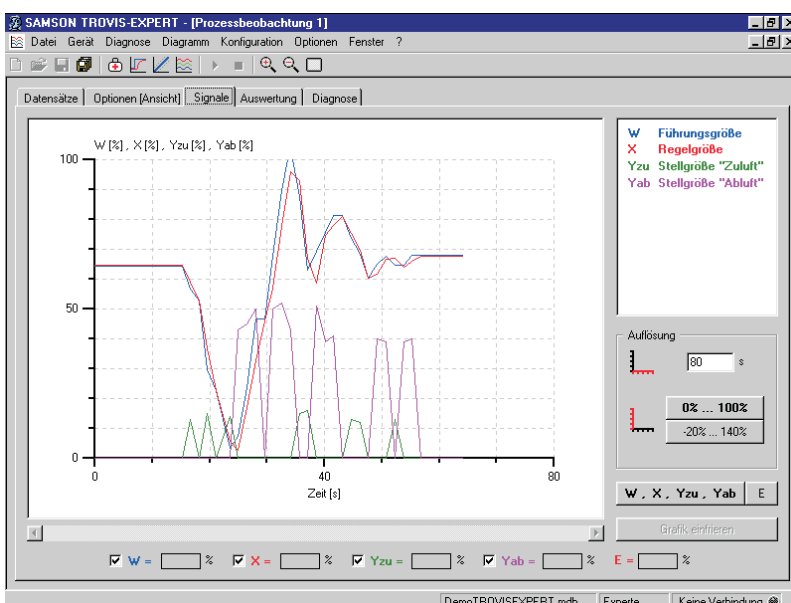 SAMSON TROVIS-EXPERT - [Prozessbeobachtung 1]
Datei Gerät Diagnose Diagramm Konfiguration Optionen Fenster ?
Datensätze Optionen [Ansicht] Signale Auswertung Diagnose
W [%] , X [%] , Yzu [%] , Yab [%]
100
50
0
0 40 80
Zeit [s]
W Führungsgröße
X Regelgröße
Yzu Stellgröße "Zuluft"
Yab Stellgröße "Abluft"
Auflösung
80 s
0% ... 100%
-20% ... 140%
W , X , Yzu , Yab E
Grafik einfrieren
W = % X = % Yzu = % Yab = % E = %
DemoTROVISEXPERT.mdb Experte Keine Verbindung